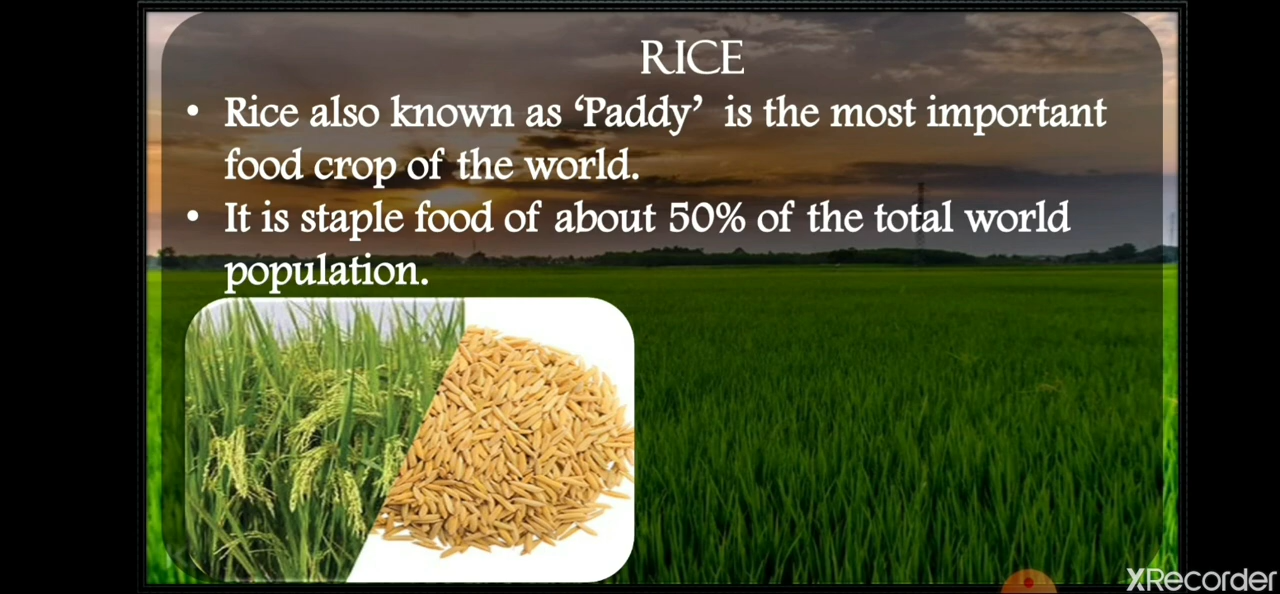 RICE
• Rice also known as ‘Paddy’ is the most important
food crop of the world.
• It is staple food of about 50% of the total world
population.
XRecorder